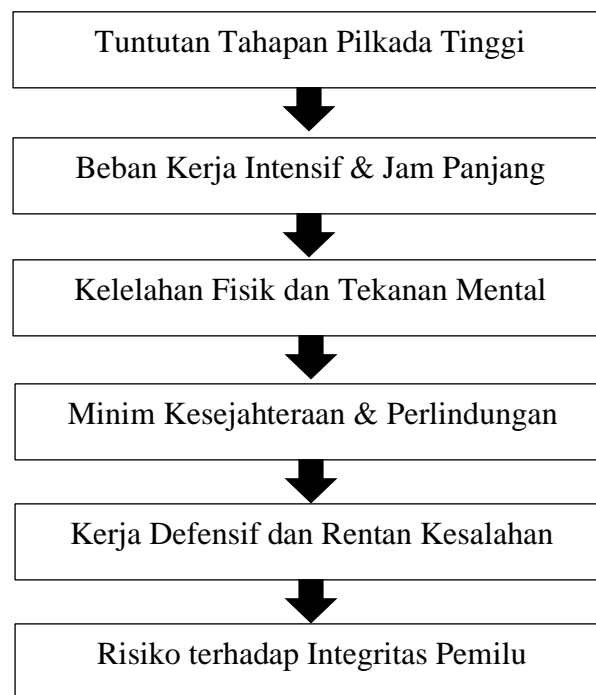 Tuntutan Tahapan Pilkada Tinggi
Beban Kerja Intensif & Jam Panjang
Kelelahan Fisik dan Tekanan Mental
Minim Kesejahteraan & Perlindungan
Kerja Defensif dan Rentan Kesalahan
Risiko terhadap Integritas Pemilu